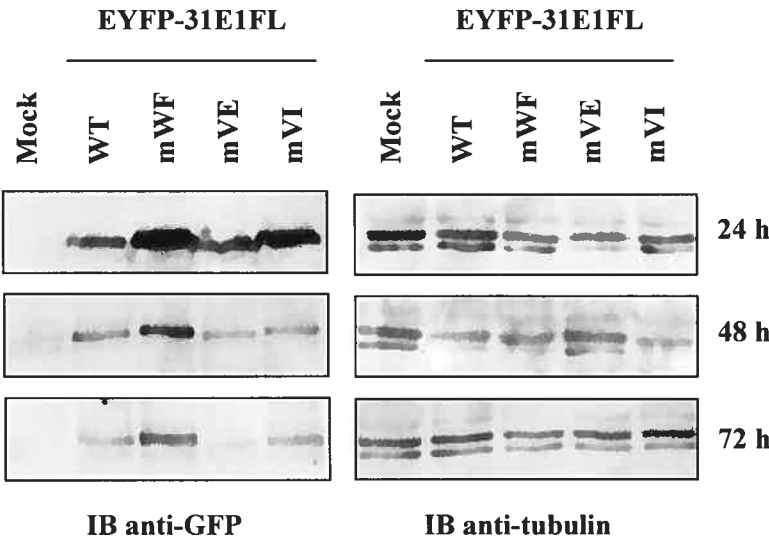 EYFP-31E1FL EYFP-31E1FL
Mock WT mWF mVE mVI Mock WT mWF mVE mVI
24 h
48 h
72 h
IB anti-GFP IB anti-tubulin